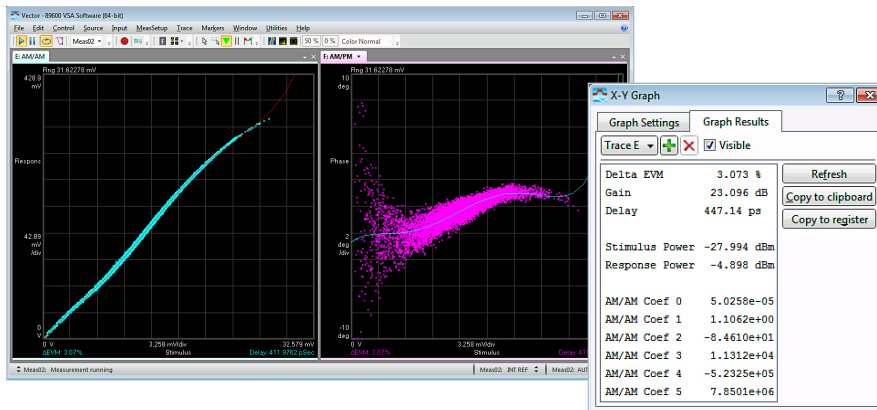 Vector - 89600 VSA Software (64-bit)
File Edit Control Source Input MeasSetup Trace Markers Window Utilities Help
Meas02 50 % 0 % Color Normal
E: AM/AM
F: AM/PM
Rng 31.62278 mV
428.9
mV
Respons
42.89
mV
/div
0
V
0 V 3.258 mV/div 32.579 mV
ΔEVM: 3.07% Stimulus Delay: 411.9762 pSec
Rng 31.62278 mV
10
deg
Phase
2
deg
/div
-10
deg
0 V 3.258 mV/div
ΔEVM: 3.07% Stimulus Delay: 41
Meas02: Measurement running Meas02: INT REF Meas02: AUT
X-Y Graph
Graph Settings Graph Results
Trace E Visible
Delta EVM 3.073 %
Gain 23.096 dB
Delay 447.14 ps
Stimulus Power -27.994 dBm
Response Power -4.898 dBm
AM/AM Coef 0 5.0258e-05
AM/AM Coef 1 1.1062e+00
AM/AM Coef 2 -8.4610e+01
AM/AM Coef 3 1.1312e+04
AM/AM Coef 4 -5.2325e+05
AM/AM Coef 5 7.8501e+06
Refresh
Copy to clipboard
Copy to register